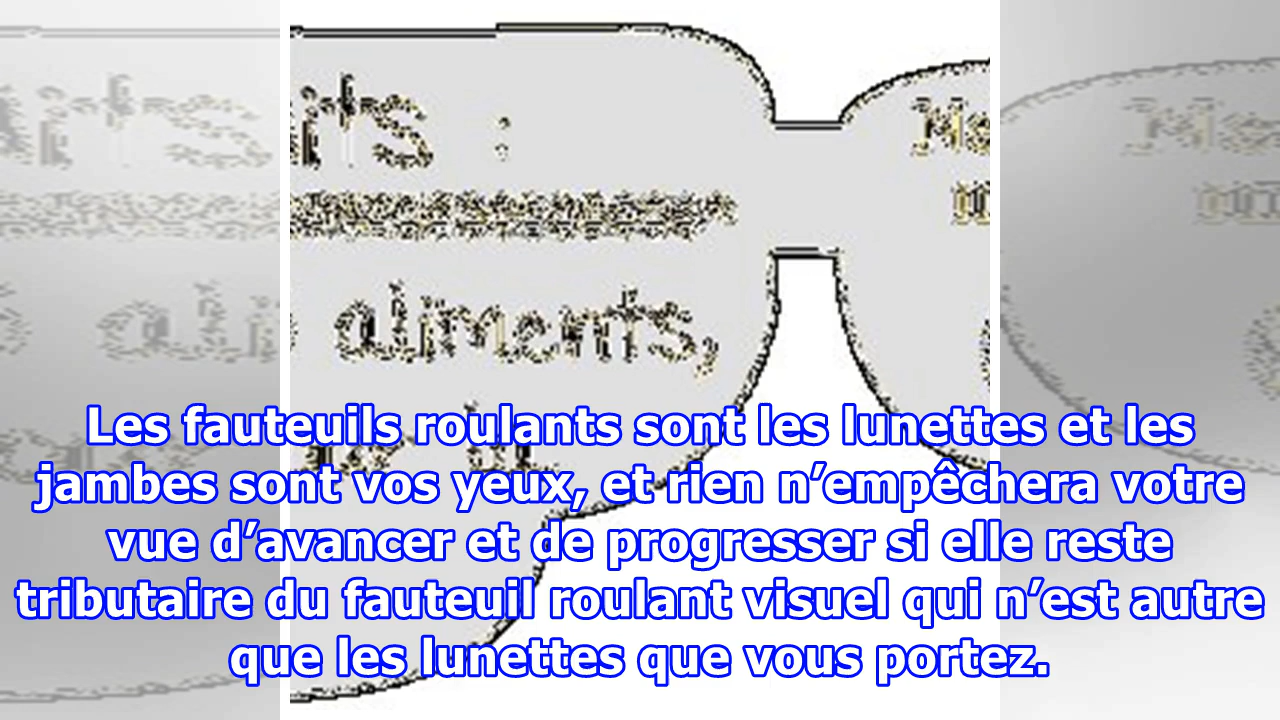 aliments,
Les fauteuils roulants sont les lunettes et les
jambes sont vos yeux, et rien n’empêchera votre
vue d’avancer et de progresser si elle reste
tributaire du fauteuil roulant visuel qui n’est autre
que les lunettes que vous portez.